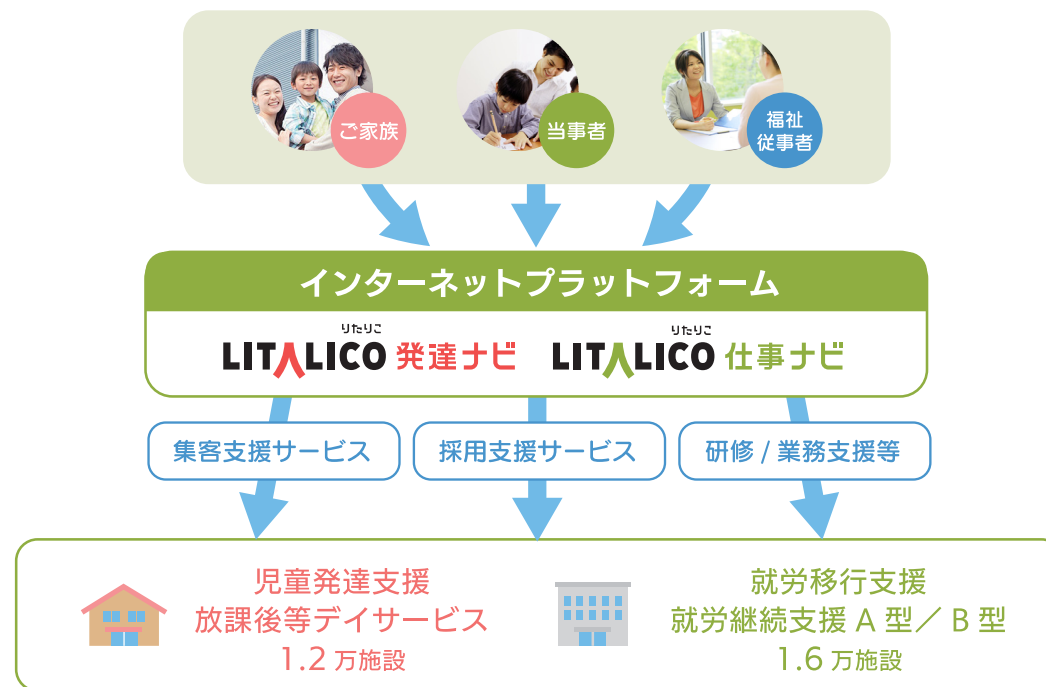 ご家族
当事者
福祉
従事者
インターネットプラットフォーム
りたりこ
LITALICO 発達ナビ
りたりこ
LITALICO 仕事ナビ
集客支援サービス
採用支援サービス
研修 / 業務支援等
児童発達支援
放課後等デイサービス
1.2 万施設
就労移行支援
就労継続支援 A 型／ B 型
1.6 万施設